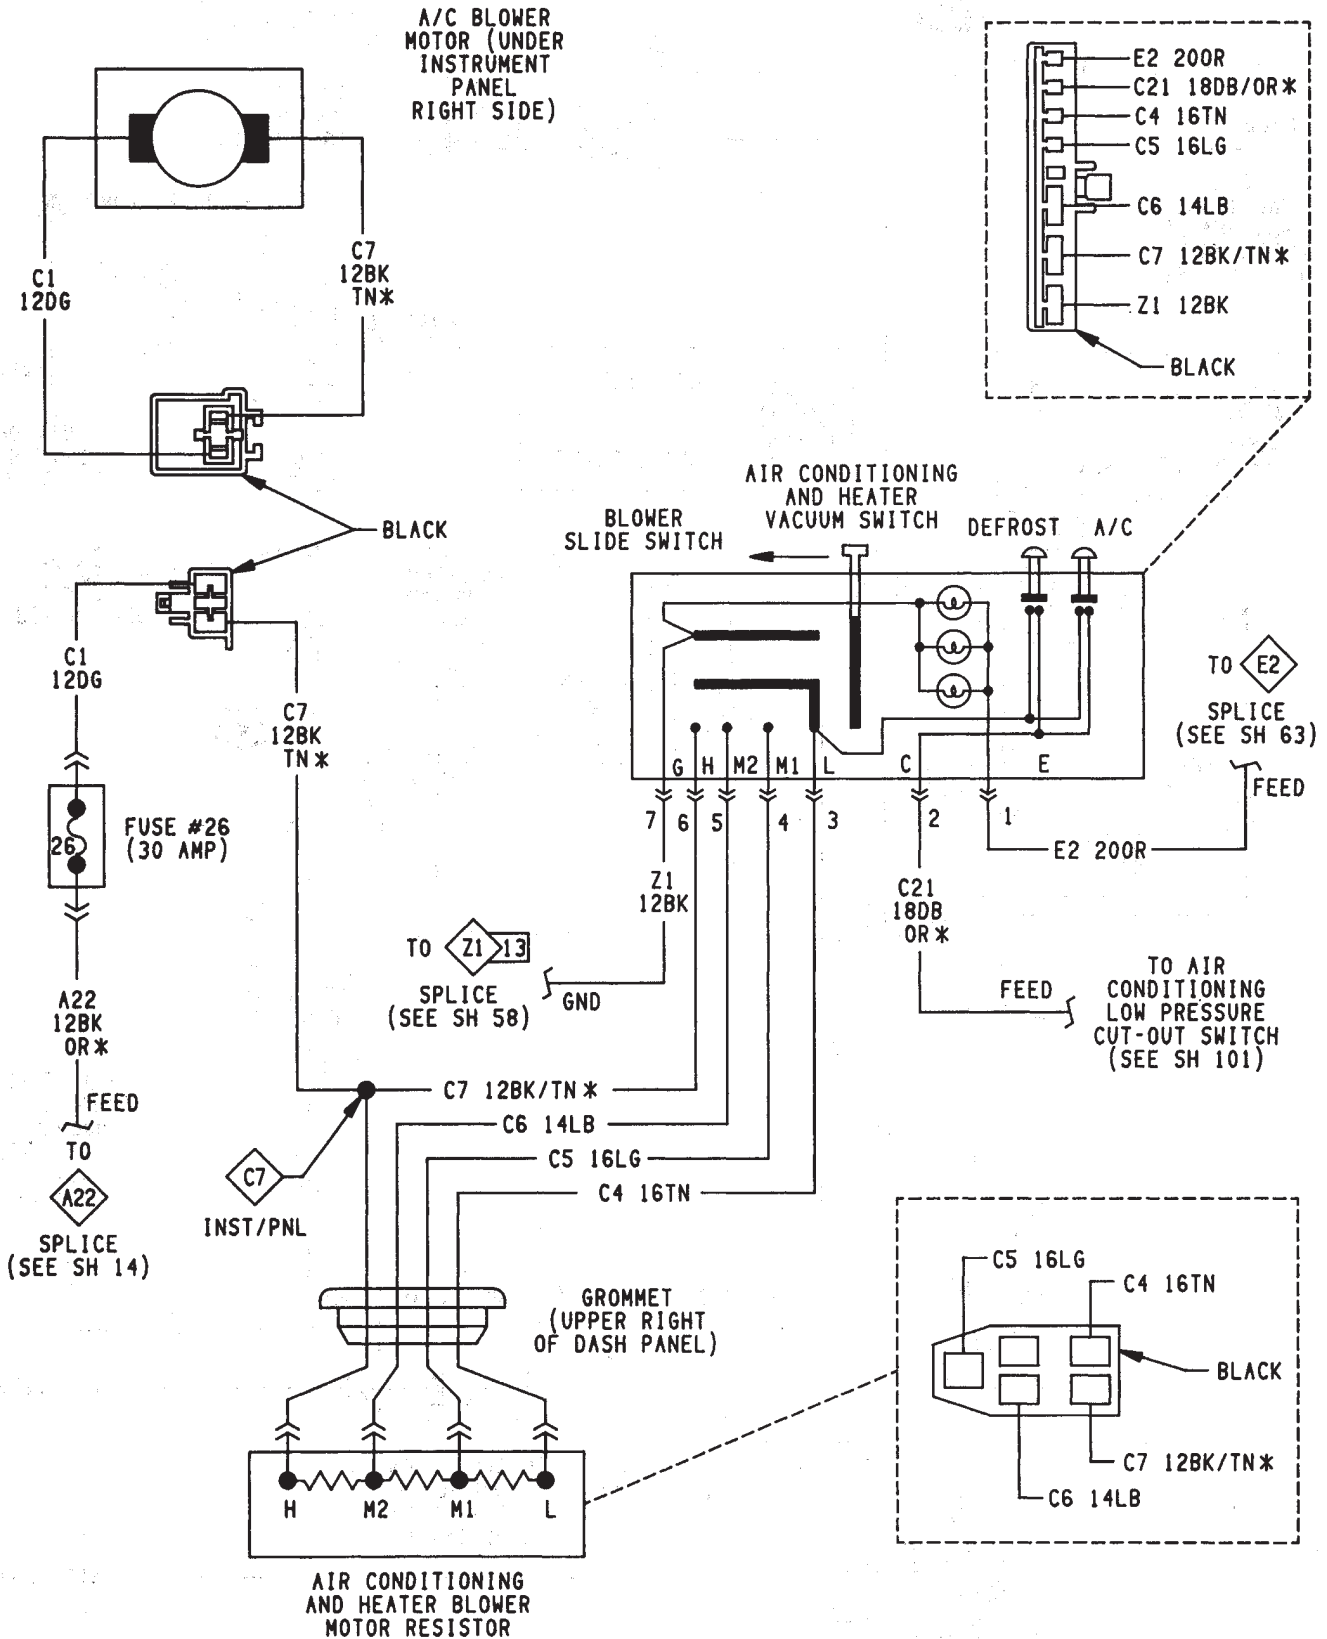 A/C BLOWER
MOTOR (UNDER
INSTRUMENT
PANEL
RIGHT SIDE)
E2 20OR
C21 18DB/OR*
C4 16TN
C5 16LG
C6 14LB
C7 12BK/TN*
Z1 12BK
BLACK
C1
12DG
C7
12BK
TN*
BLACK
AIR CONDITIONING
AND HEATER
VACUUM SWITCH
BLOWER
SLIDE SWITCH
DEFROST
A/C
C1
12DG
C7
12BK
TN*
TO E2
SPLICE
(SEE SH 63)
FEED
G H M2 M1 L C E
7 6 5 4 3 2 1
FUSE #26
(30 AMP)
26
E2 20OR
Z1
12BK
C21
18DB
OR*
TO Z1 13
SPLICE
(SEE SH 58)
GND
FEED
TO AIR
CONDITIONING
LOW PRESSURE
CUT-OUT SWITCH
(SEE SH 101)
A22
12BK
OR*
FEED
TO
A22
SPLICE
(SEE SH 14)
C7 12BK/TN*
C6 14LB
C5 16LG
C4 16TN
C7
INST/PNL
GROMMET
(UPPER RIGHT
OF DASH PANEL)
C5 16LG
C4 16TN
BLACK
C7 12BK/TN*
C6 14LB
H M2 M1 L
AIR CONDITIONING
AND HEATER BLOWER
MOTOR RESISTOR